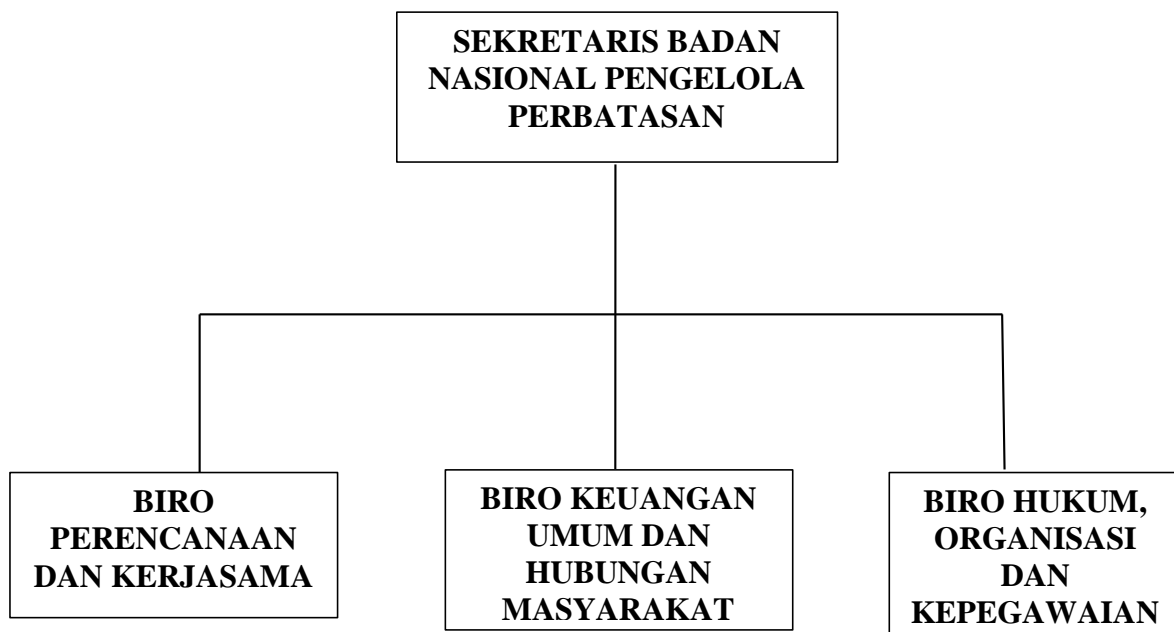 SEKRETARIS BADAN
NASIONAL PENGELOLA
PERBATASAN
BIRO
PERENCANAAN
DAN KERJASAMA
BIRO KEUANGAN
UMUM DAN
HUBUNGAN
MASYARAKAT
BIRO HUKUM,
ORGANISASI
DAN
KEPEGAWAIAN